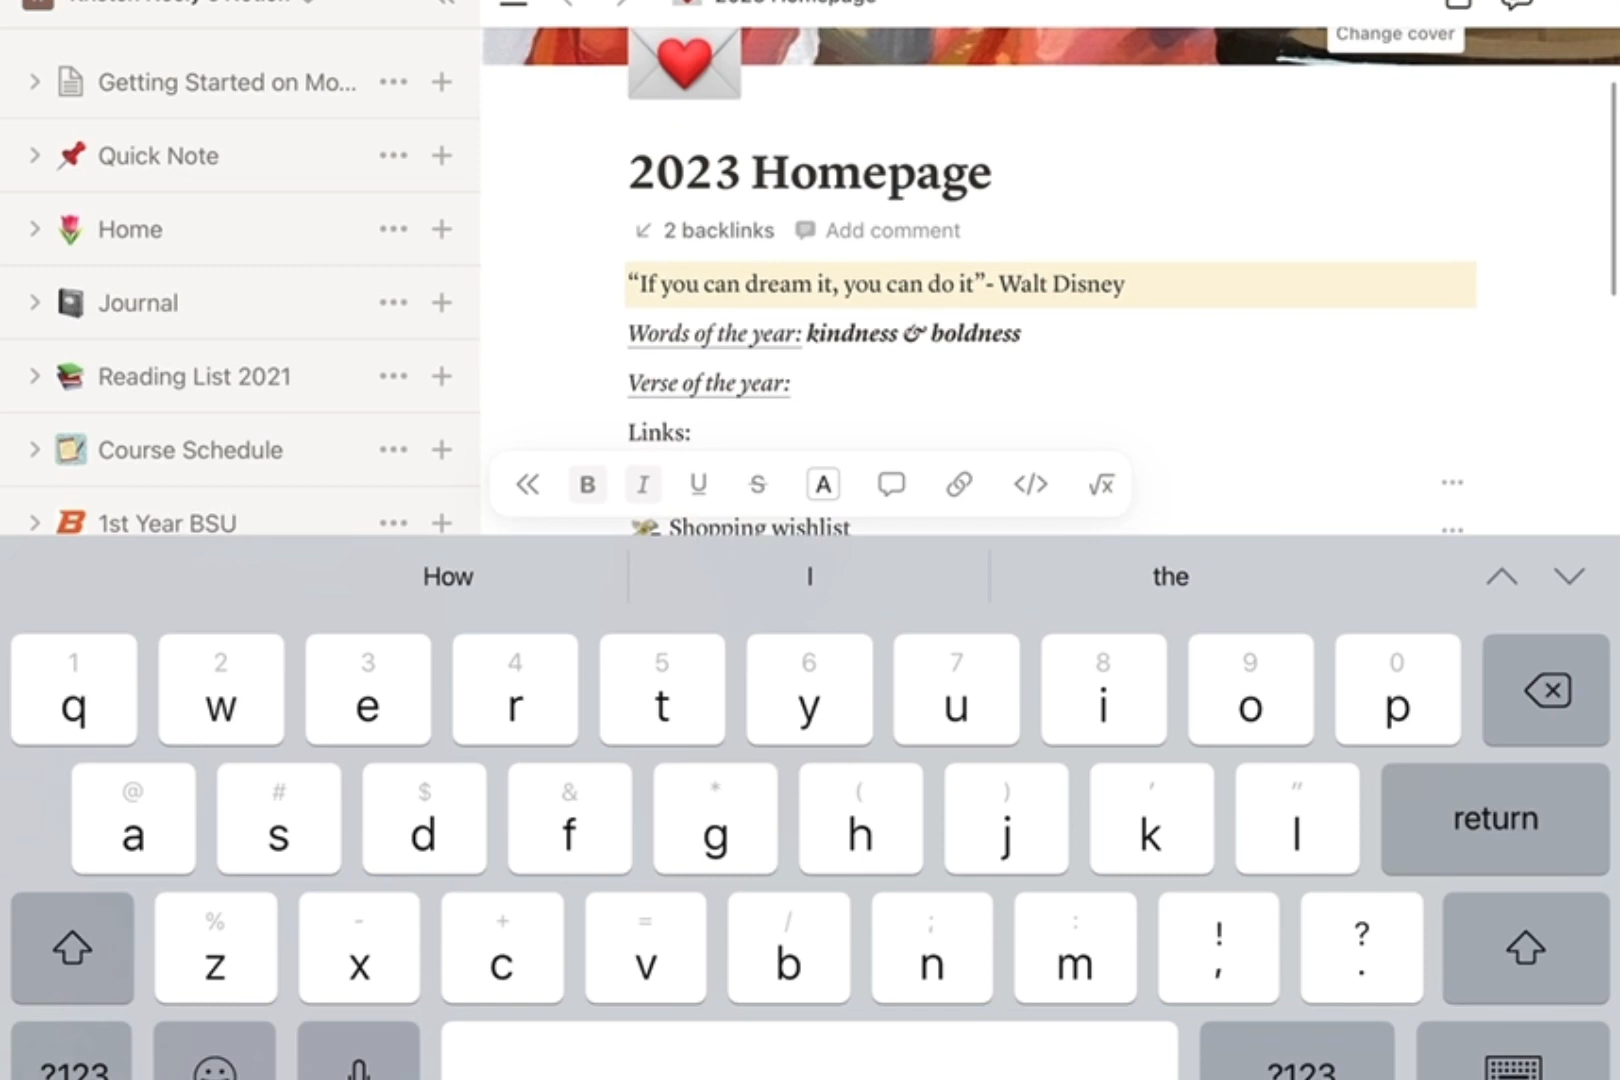 2023 Homepage
Change cover
Getting Started on Mo...
Quick Note
Home
Journal
Reading List 2021
Course Schedule
B 1st Year BSU
2023 Homepage
2 backlinks Add comment
“If you can dream it, you can do it”- Walt Disney
Words of the year: kindness & boldness
Verse of the year:
Links:
B I U S A </> √x
Shopping wishlist
How I the
1 2 3 4 5 6 7 8 9 0
q w e r t y u i o p
@ # $ & * ( ) ' "
a s d f g h j k l return
% - + = / ; : ! ?
z x c v b n m , .
?123 ?123